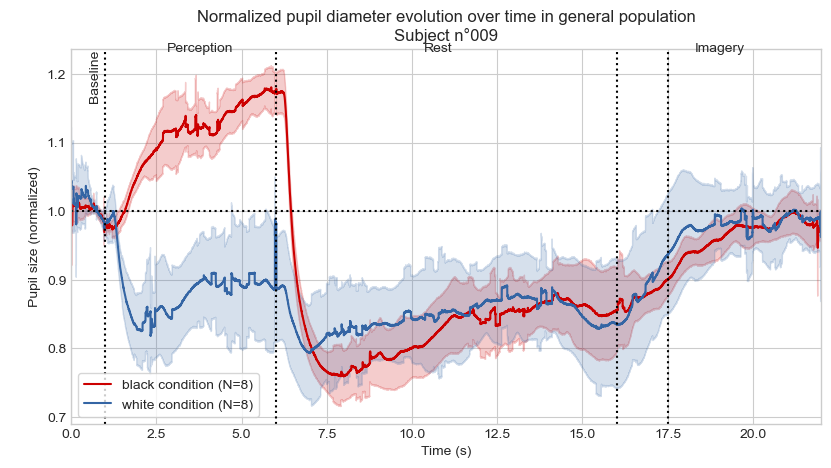 Normalized pupil diameter evolution over time in general population
Subject n°009
Baseline
Perception
Rest
Imagery
Pupil size (normalized)
1.2
1.1
1.0
0.9
0.8
0.7
black condition (N=8)
white condition (N=8)
0.0 2.5 5.0 7.5 10.0 12.5 15.0 17.5 20.0
Time (s)